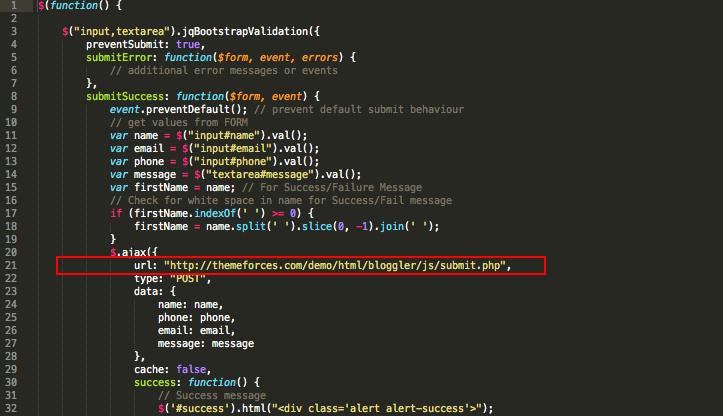 1 $(function() {
2
3 $("input,textarea").jqBootstrapValidation({
4 preventSubmit: true,
5 submitError: function($form, event, errors) {
6 // additional error messages or events
7 },
8 submitSuccess: function($form, event) {
9 event.preventDefault(); // prevent default submit behaviour
10 // get values from FORM
11 var name = $("input#name").val();
12 var email = $("input#email").val();
13 var phone = $("input#phone").val();
14 var message = $("textarea#message").val();
15 var firstName = name; // For Success/Failure Message
16 // Check for white space in name for Success/Fail message
17 if (firstName.indexOf(' ') >= 0) {
18 firstName = name.split(' ').slice(0, -1).join(' ');
19 }
20 $.ajax({
21 url: "http://themeforces.com/demo/html/bloggler/js/submit.php",
22 type: "POST",
23 data: {
24 name: name,
25 phone: phone,
26 email: email,
27 message: message
28 },
29 cache: false,
30 success: function() {
31 // Success message
32 $('#success').html("<div class='alert alert-success'>");